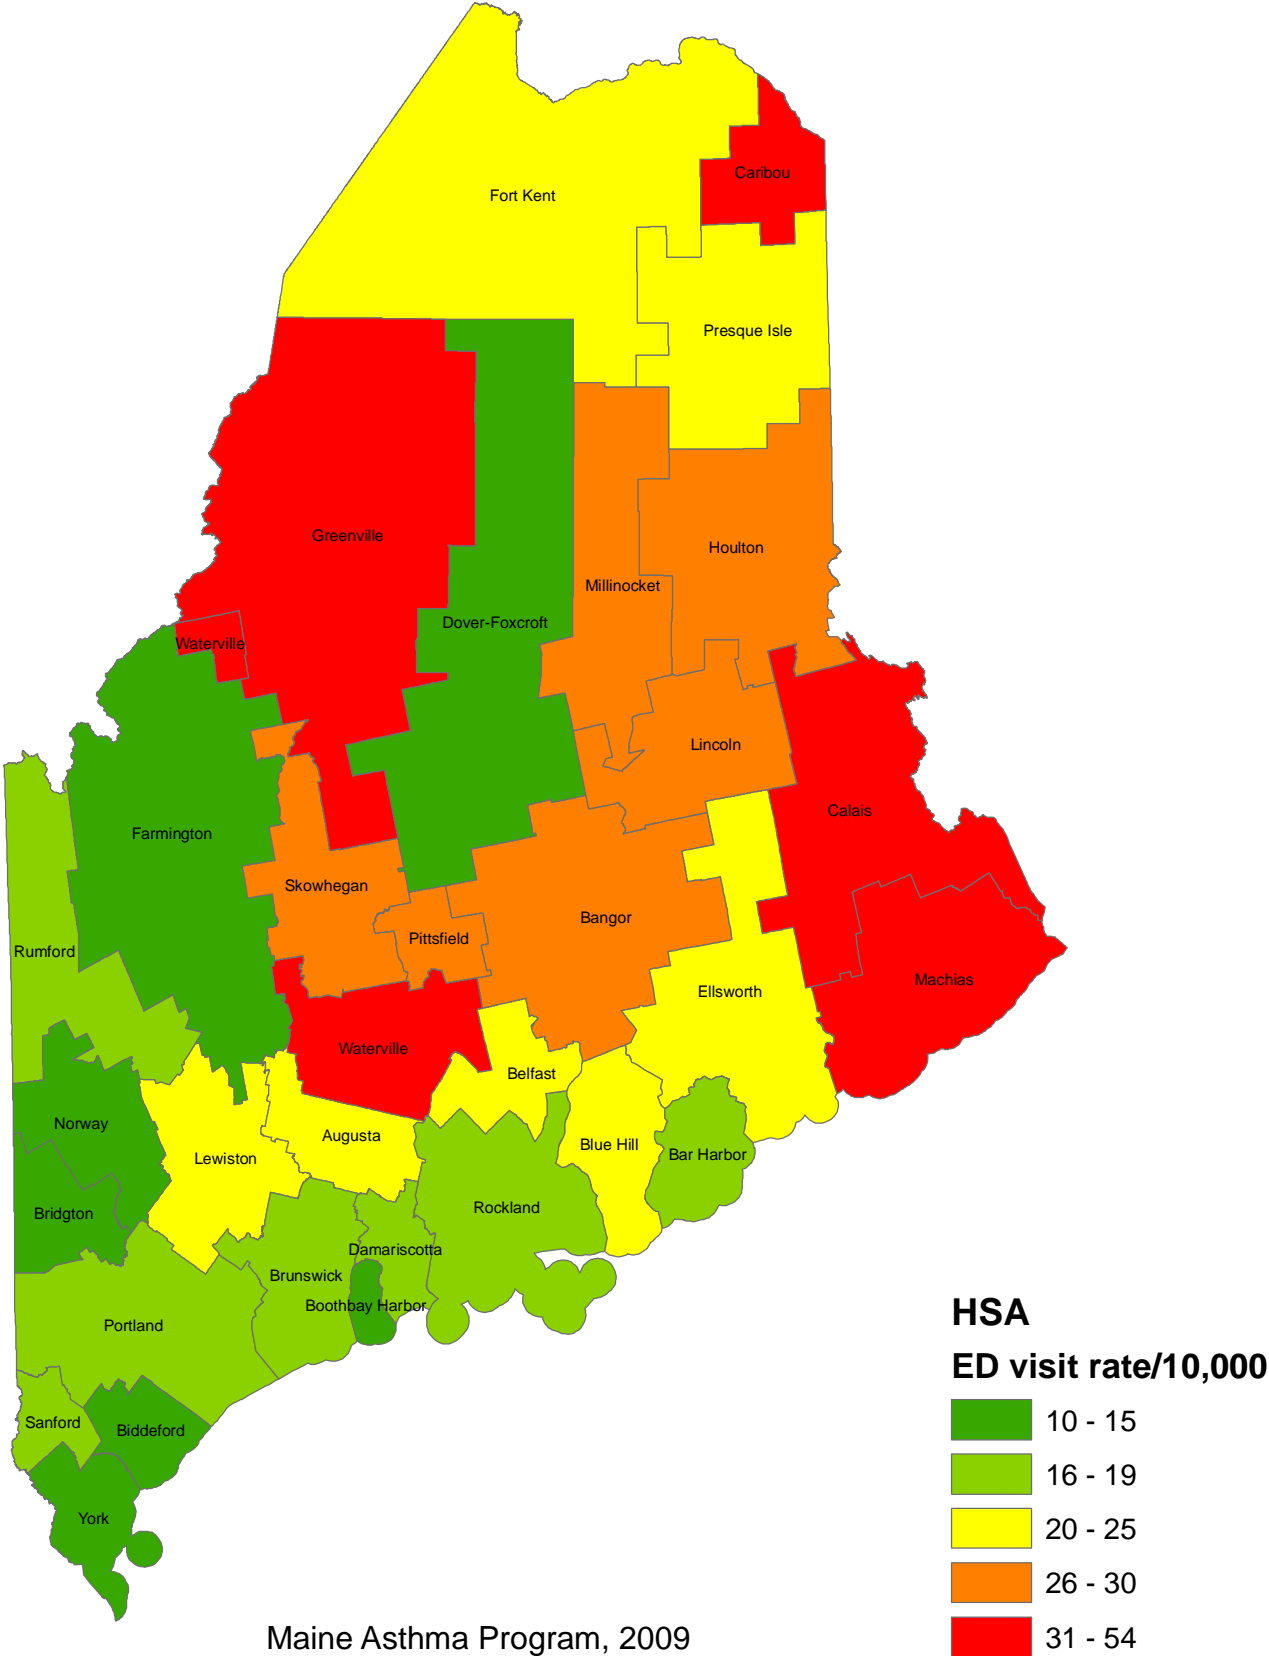 Caribou
Fort Kent
Presque Isle
Greenville
Houlton
Millinocket
Dover-Foxcroft
Waterville
Lincoln
Calais
Farmington
Skowhegan
Bangor
Pittsfield
Rumford
Machias
Ellsworth
Waterville
Belfast
Norway
Augusta
Blue Hill
Lewiston
Bar Harbor
Rockland
Bridgton
Damariscotta
Brunswick
Boothbay Harbor
Portland
Sanford
Biddeford
York
HSA
ED visit rate/10,000
10 - 15
16 - 19
20 - 25
26 - 30
31 - 54
Maine Asthma Program, 2009